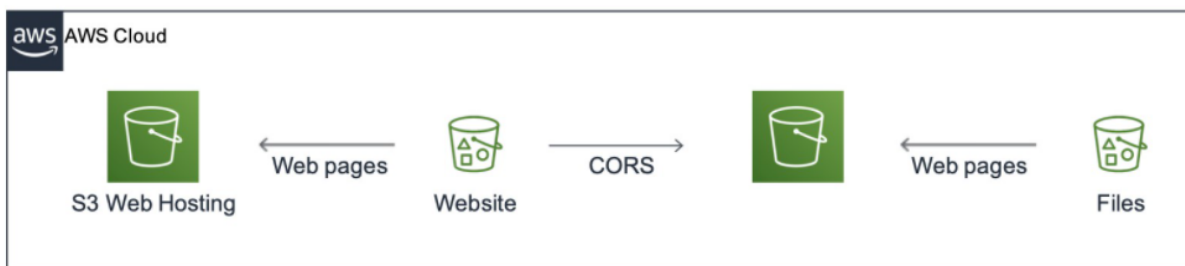 aws AWS Cloud
Web pages CORS Web pages
S3 Web Hosting Website Files